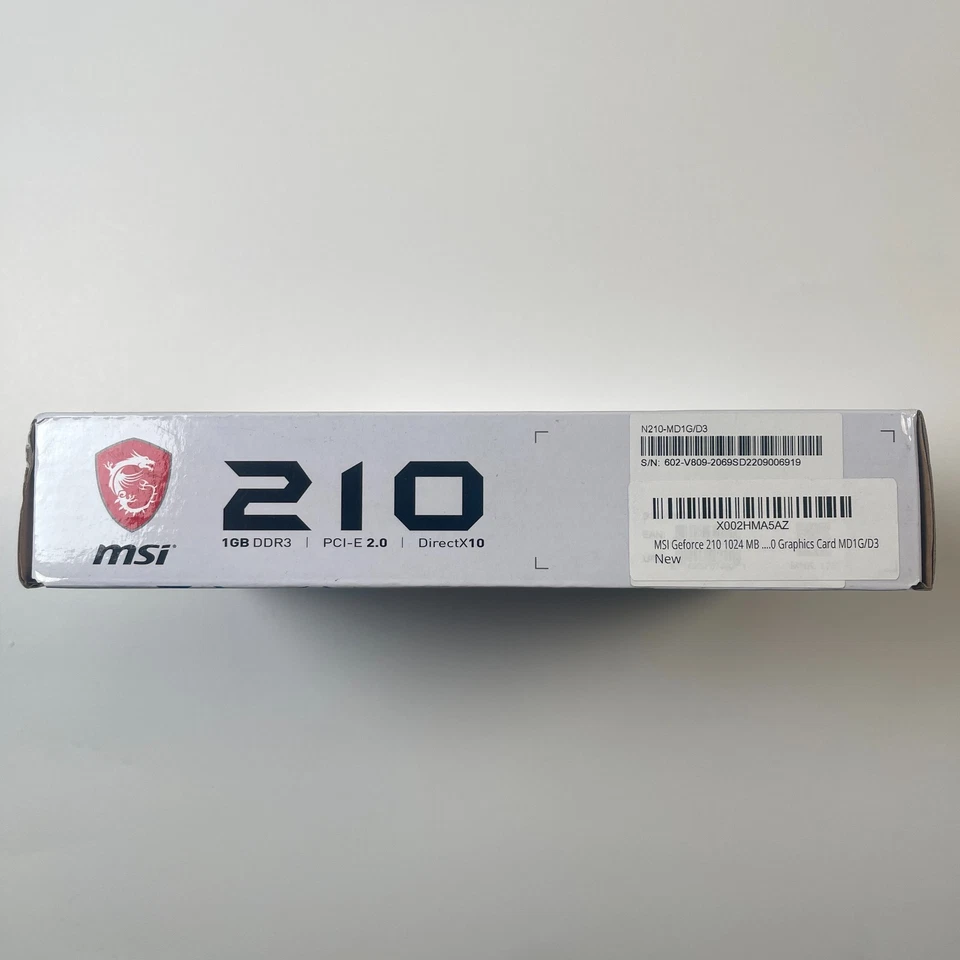 msi
210
1GB DDR3 | PCI-E 2.0 | DirectX10
N210-MD1G/D3
S/N: 602-V809-2069SD2209006919
X002HMA5AZ
MSI Geforce 210 1024 MB ....0 Graphics Card MD1G/D3
New